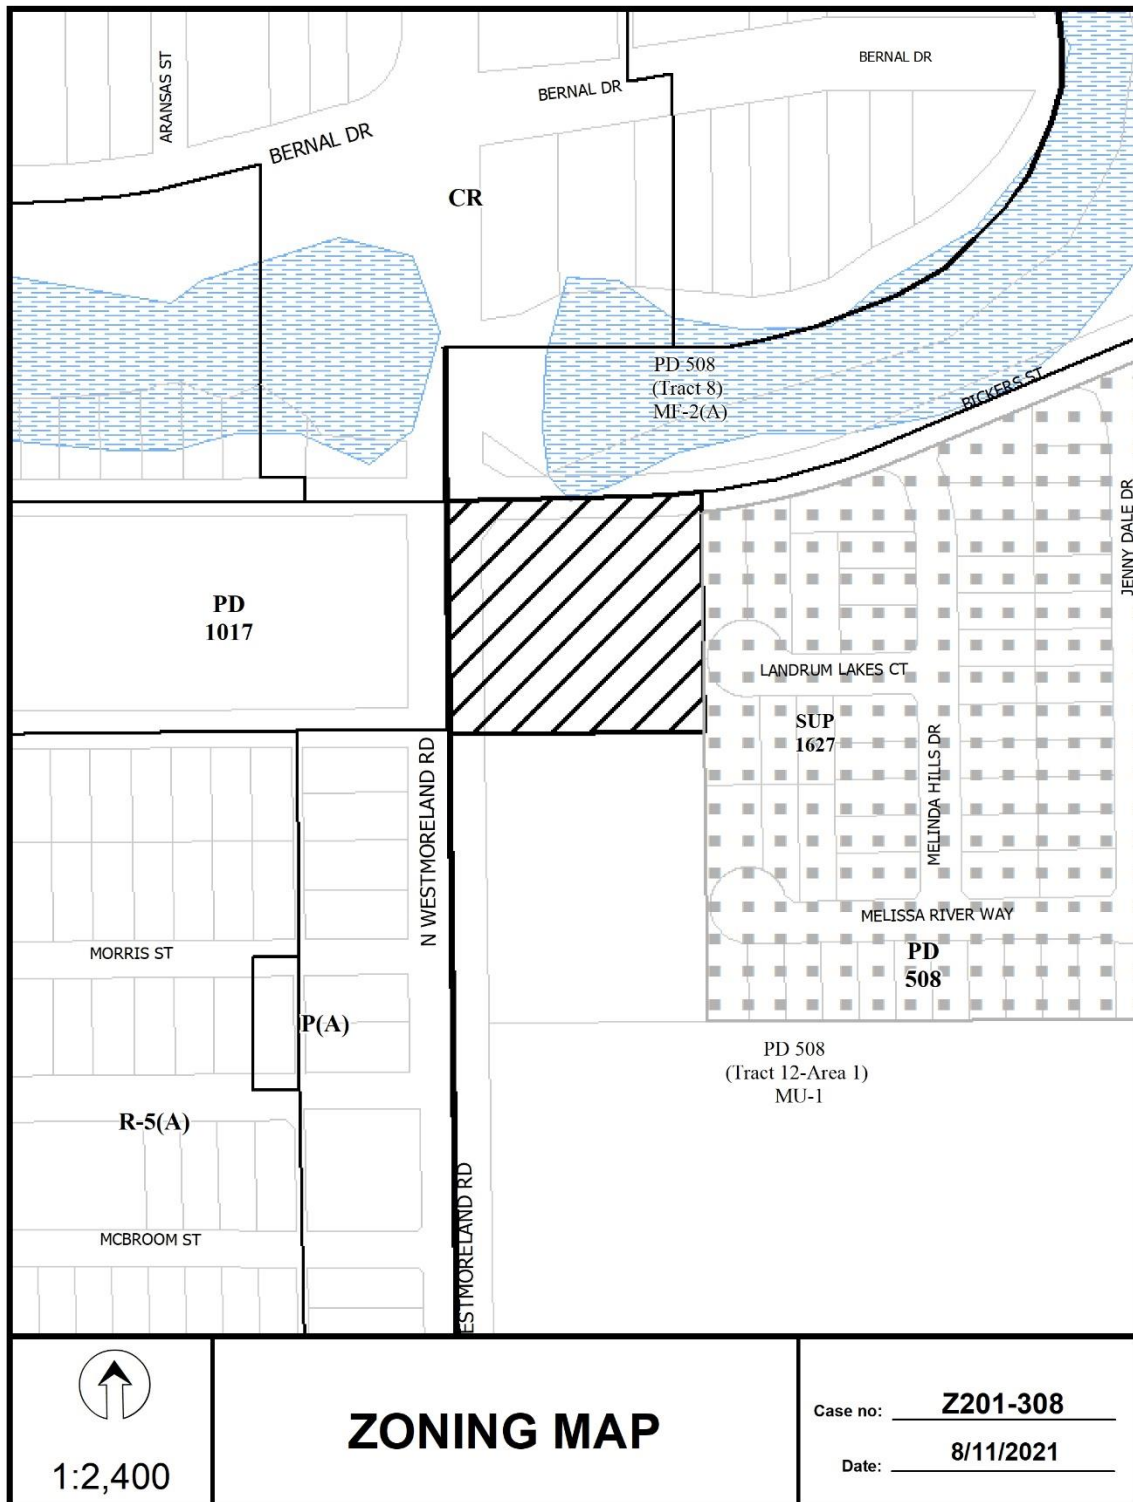 ARANSAS ST
BERNAL DR
BERNAL DR
BERNAL DR
CR
PD 508
(Tract 8)
MF-2(A)
BICKERS ST
JENNY DALE DR
PD
1017
LANDRUM LAKES CT
SUP
1627
MELINDA HILLS DR
N WESTMORELAND RD
MELISSA RIVER WAY
MORRIS ST
PD
508
P(A)
PD 508
(Tract 12-Area 1)
MU-1
R-5(A)
ESTMORELAND RD
MCBROOM ST
1:2,400
ZONING MAP
Case no: Z201-308
Date: 8/11/2021